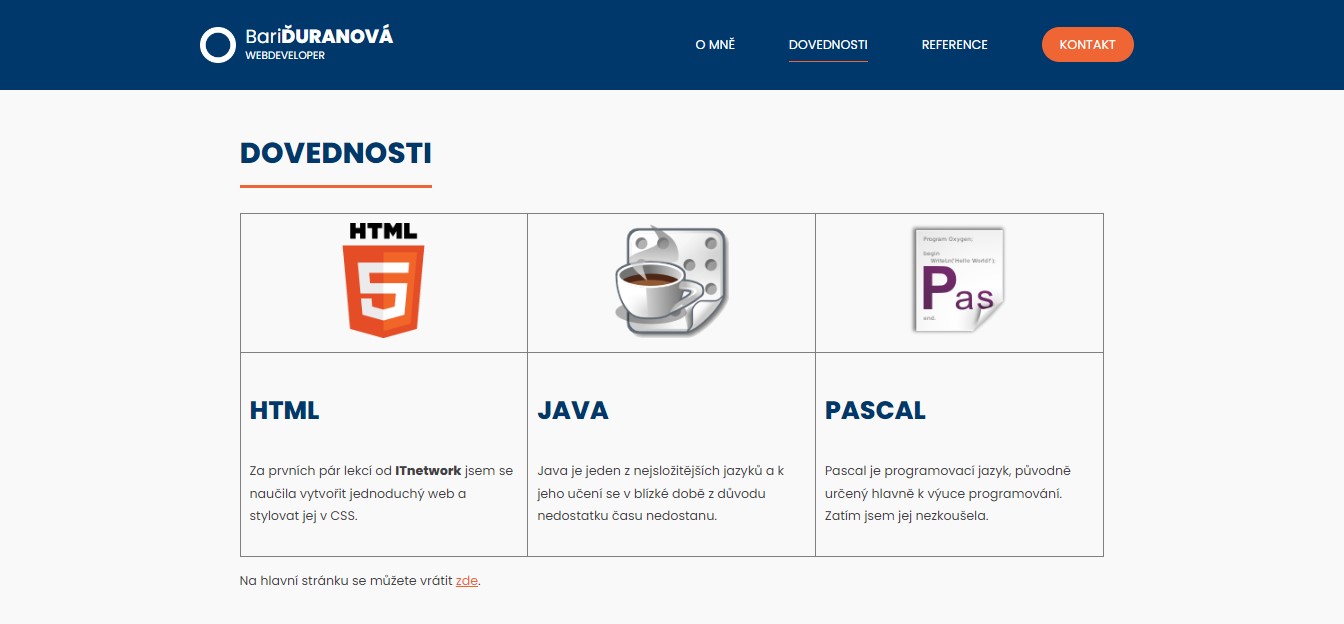 BariĎURANOVÁ
WEBDEVELOPER
O MNĚ
DOVEDNOSTI
REFERENCE
KONTAKT
DOVEDNOSTI
HTML
5
Program Oxygen;
begin
WriteLn('Hello World!');
Pas
end.
HTML
Za prvních pár lekcí od ITnetwork jsem se
naučila vytvořit jednoduchý web a
stylovat jej v CSS.
JAVA
Java je jeden z nejsložitějších jazyků a k
jeho učení se v blízké době z důvodu
nedostatku času nedostanu.
PASCAL
Pascal je programovací jazyk, původně
určený hlavně k výuce programování.
Zatím jsem jej nezkoušela.
Na hlavní stránku se můžete vrátit zde.